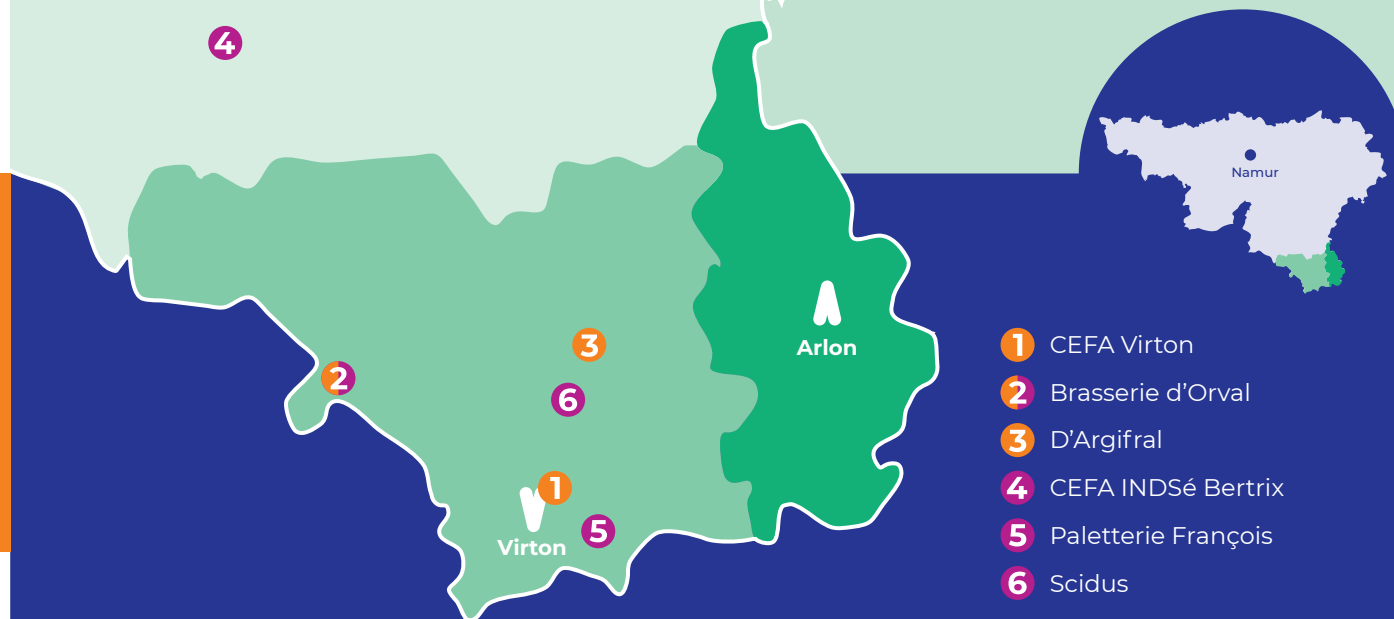 4
Namur
3
Arlon
2
6
1
5
Virton
1 CEFA Virton
2 Brasserie d’Orval
3 D’Argifral
4 CEFA INDSé Bertrix
5 Paletterie François
6 Scidus